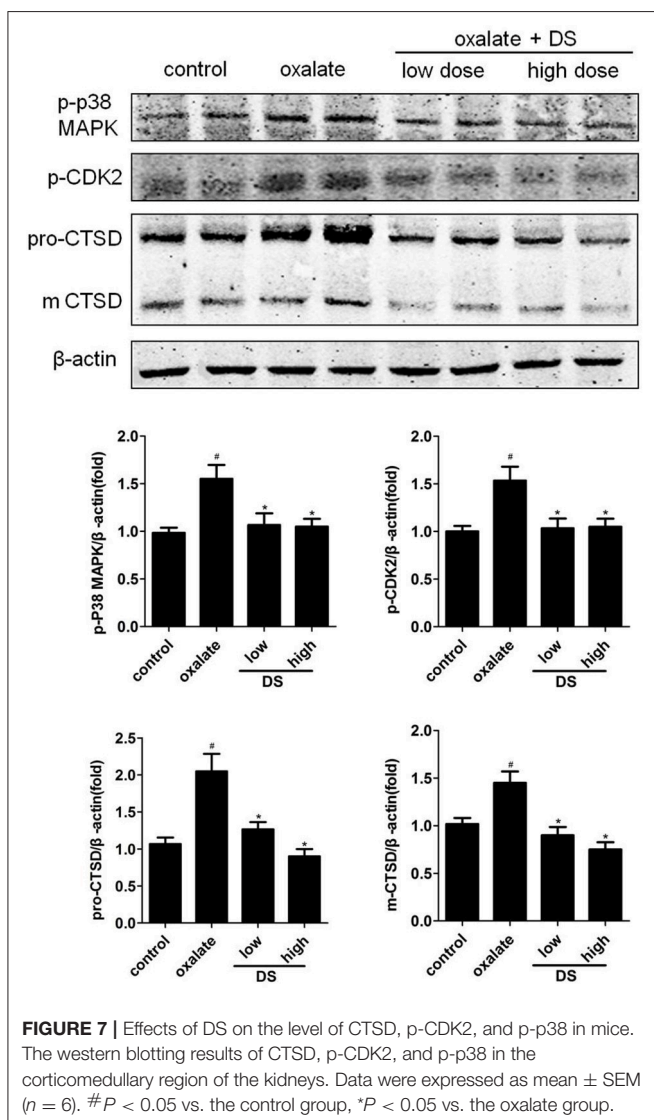 oxalate + DS
control oxalate low dose high dose
p-p38
MAPK
p-CDK2
pro-CTSD
m CTSD
β-actin
p-P38 MAPK/β -actin(fold)
2.0
1.5
1.0
0.5
0.0
#
*
*
control
oxalate
low
high
DS
p-CDK2/β -actin(fold)
2.0
1.5
1.0
0.5
0.0
#
*
*
control
oxalate
low
high
DS
pro-CTSD/β -actin(fold)
2.5
2.0
1.5
1.0
0.5
0.0
#
*
*
control
oxalate
low
high
DS
m-CTSD/β -actin(fold)
2.0
1.5
1.0
0.5
0.0
#
*
*
control
oxalate
low
high
DS
FIGURE 7 | Effects of DS on the level of CTSD, p-CDK2, and p-p38 in mice.
The western blotting results of CTSD, p-CDK2, and p-p38 in the
corticomedullary region of the kidneys. Data were expressed as mean ± SEM
(n = 6). #P < 0.05 vs. the control group, *P < 0.05 vs. the oxalate group.